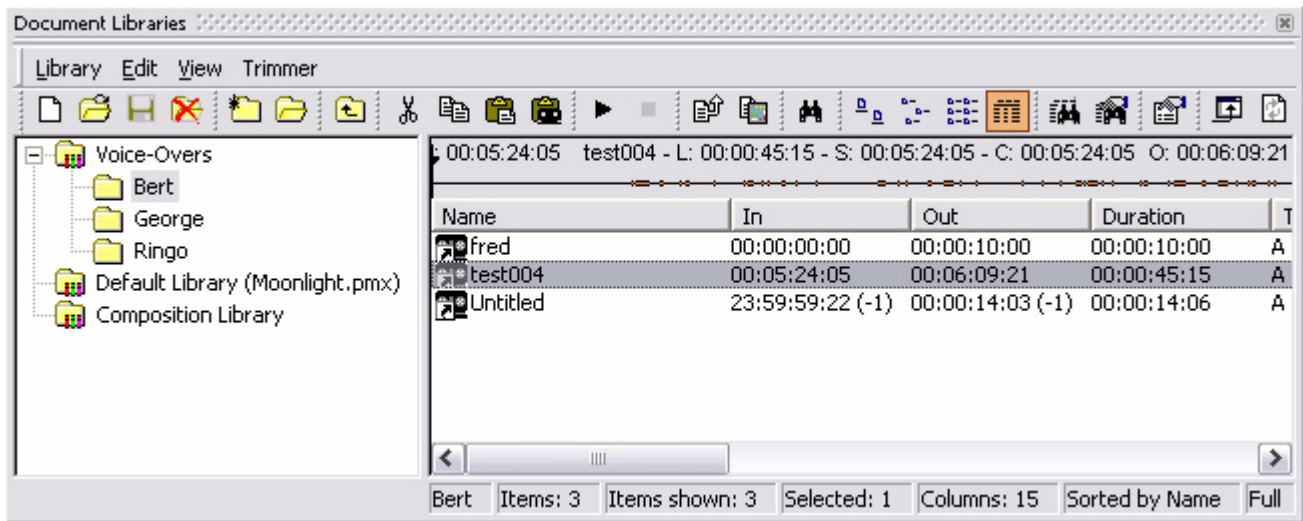 Document Libraries
Library Edit View Trimmer
Voice-Overs
Bert
George
Ringo
Default Library (Moonlight.pmx)
Composition Library
00:05:24:05 test004 - L: 00:00:45:15 - S: 00:05:24:05 - C: 00:05:24:05 O: 00:06:09:21
Name In Out Duration T
fred 00:00:00:00 00:00:10:00 00:00:10:00 A
test004 00:05:24:05 00:06:09:21 00:00:45:15 A
Untitled 23:59:59:22 (-1) 00:00:14:03 (-1) 00:00:14:06 A
Bert Items: 3 Items shown: 3 Selected: 1 Columns: 15 Sorted by Name Full